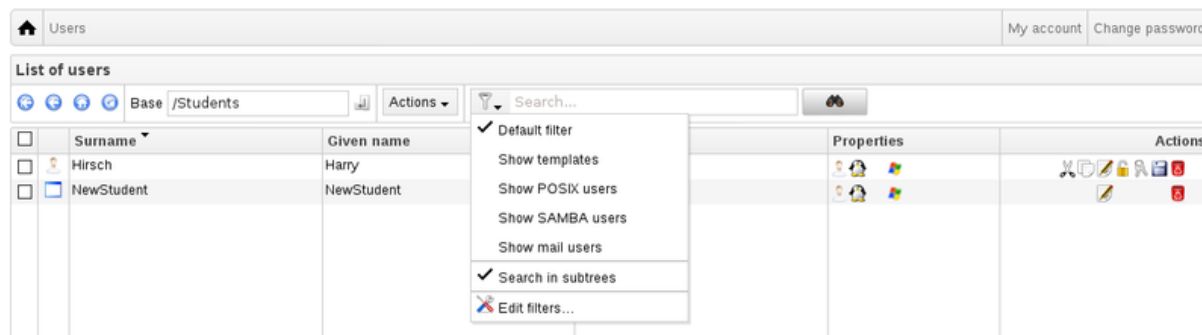 Users My account Change password
List of users
Base /Students Actions Search...
Surname Given name Properties Actions
Default filter
Hirsch Harry
Show templates
NewStudent NewStudent
Show POSIX users
Show SAMBA users
Show mail users
Search in subtrees
Edit filters...